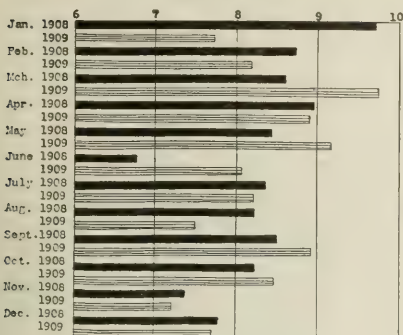 6 7 8 9 10
Jan. 1908
1909
Feb. 1908
1909
Mch. 1908
1909
Apr. 1908
1909
May 1908
1909
June 1908
1909
July 1908
1909
Aug. 1908
1909
Sept. 1908
1909
Oct. 1908
1909
Nov. 1908
1909
Dec. 1908
1909